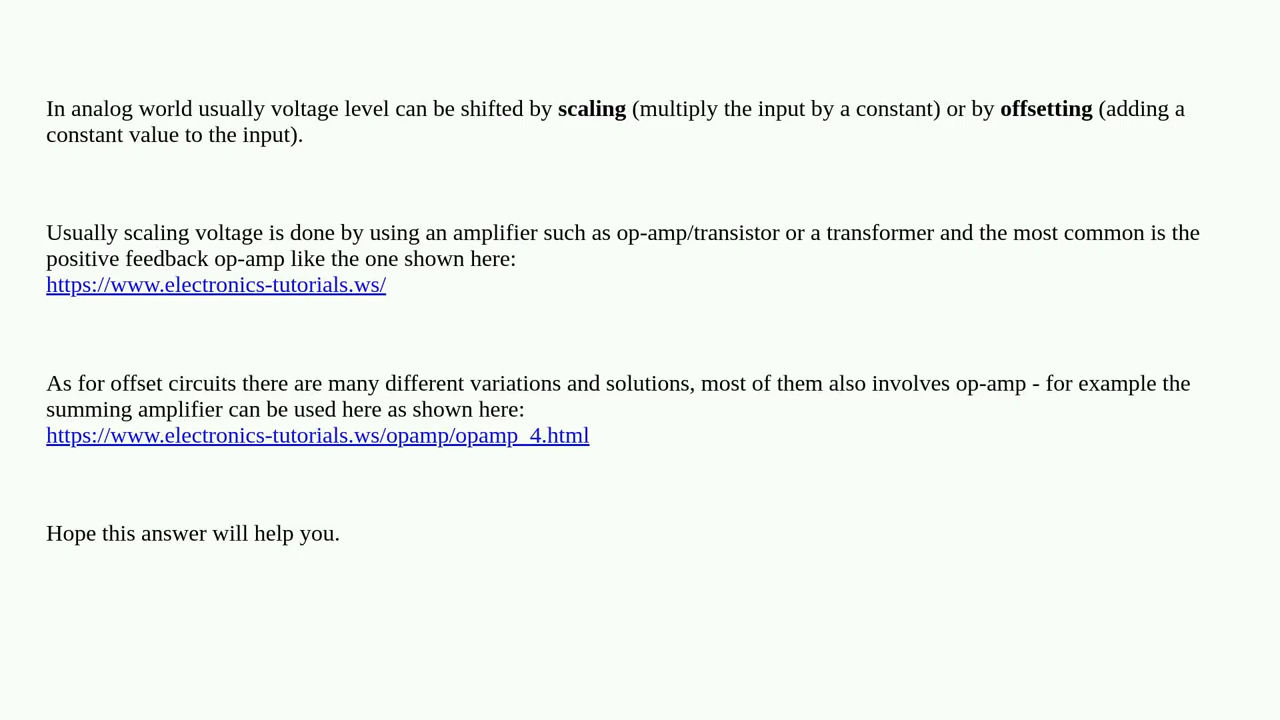 In analog world usually voltage level can be shifted by scaling (multiply the input by a constant) or by offsetting (adding a
constant value to the input).
Usually scaling voltage is done by using an amplifier such as op-amp/transistor or a transformer and the most common is the
positive feedback op-amp like the one shown here:
https://www.electronics-tutorials.ws/
As for offset circuits there are many different variations and solutions, most of them also involves op-amp - for example the
summing amplifier can be used here as shown here:
https://www.electronics-tutorials.ws/opamp/opamp_4.html
Hope this answer will help you.